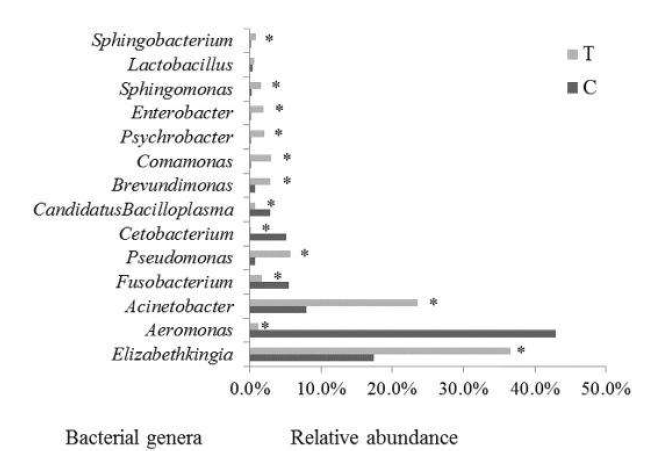 Sphingobacterium *
T
Lactobacillus
Sphingomonas *
C
Enterobacter *
Psychrobacter *
Comamonas *
Brevundimonas *
CandidatusBacilloplasma *
Cetobacterium *
Pseudomonas *
Fusobacterium *
Acinetobacter *
Aeromonas *
Elizabethkingia *
0.0% 10.0% 20.0% 30.0% 40.0% 50.0%
Bacterial genera Relative abundance